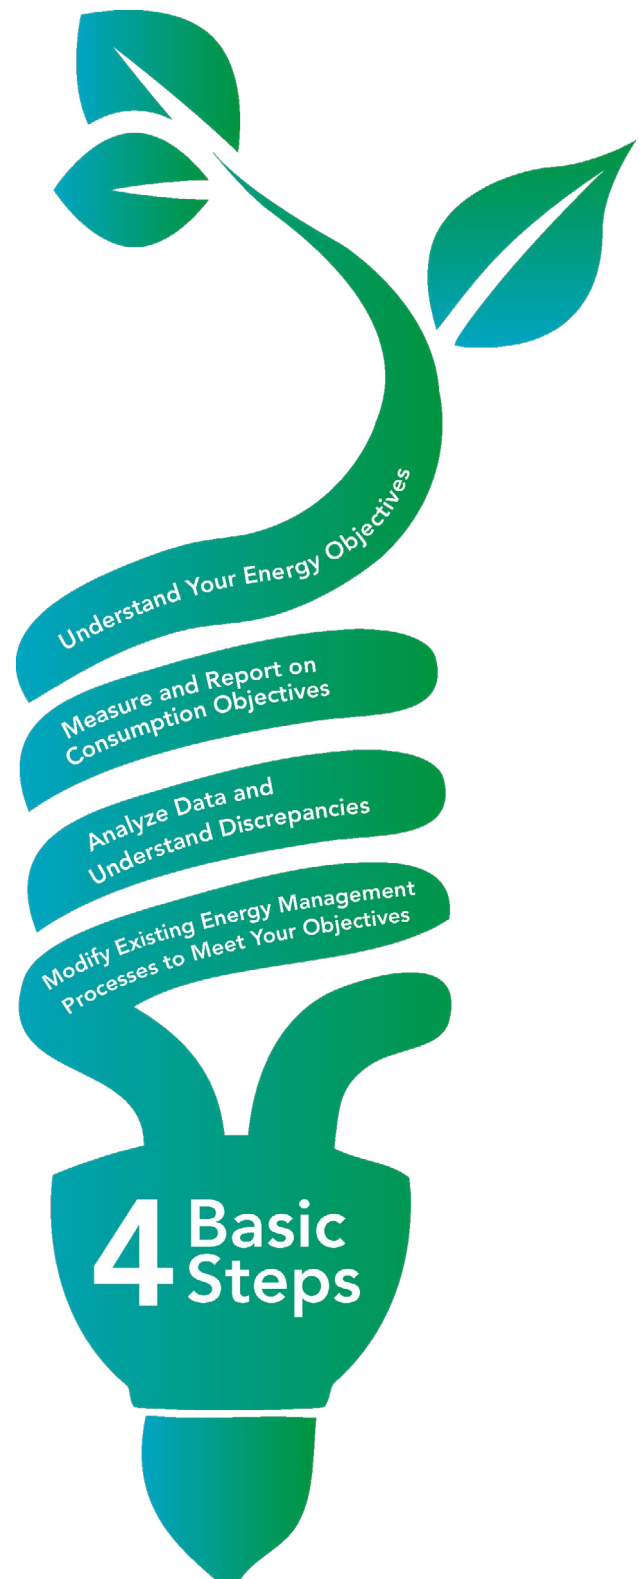 Understand Your Energy Objectives
Measure and Report on
Consumption Objectives
Analyze Data and
Understand Discrepancies
Modify Existing Energy Management
Processes to Meet Your Objectives
4 Basic
Steps